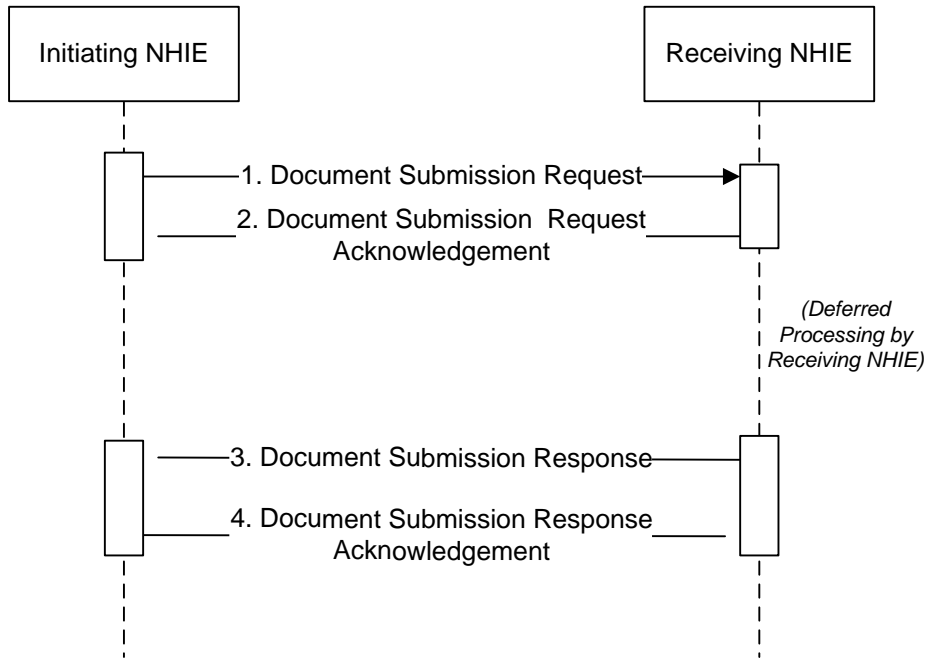 Initiating NHIE
Receiving NHIE
1. Document Submission Request
2. Document Submission Request
Acknowledgement
(Deferred
Processing by
Receiving NHIE)
3. Document Submission Response
4. Document Submission Response
Acknowledgement